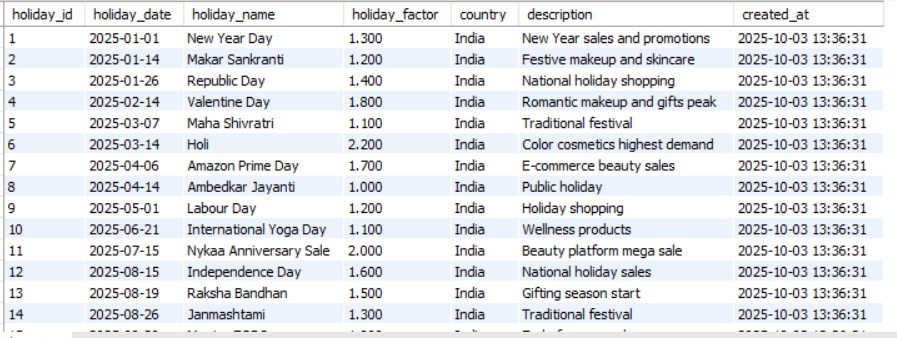 holiday_id holiday_date holiday_name holiday_factor country description created_at
1 2025-01-01 New Year Day 1.300 India New Year sales and promotions 2025-10-03 13:36:31
2 2025-01-14 Makar Sankranti 1.200 India Festive makeup and skincare 2025-10-03 13:36:31
3 2025-01-26 Republic Day 1.400 India National holiday shopping 2025-10-03 13:36:31
4 2025-02-14 Valentine Day 1.800 India Romantic makeup and gifts peak 2025-10-03 13:36:31
5 2025-03-07 Maha Shivratri 1.100 India Traditional festival 2025-10-03 13:36:31
6 2025-03-14 Holi 2.200 India Color cosmetics highest demand 2025-10-03 13:36:31
7 2025-04-06 Amazon Prime Day 1.700 India E-commerce beauty sales 2025-10-03 13:36:31
8 2025-04-14 Ambedkar Jayanti 1.000 India Public holiday 2025-10-03 13:36:31
9 2025-05-01 Labour Day 1.200 India Holiday shopping 2025-10-03 13:36:31
10 2025-06-21 International Yoga Day 1.100 India Wellness products 2025-10-03 13:36:31
11 2025-07-15 Nykaa Anniversary Sale 2.000 India Beauty platform mega sale 2025-10-03 13:36:31
12 2025-08-15 Independence Day 1.600 India National holiday sales 2025-10-03 13:36:31
13 2025-08-19 Raksha Bandhan 1.500 India Gifting season start 2025-10-03 13:36:31
14 2025-08-26 Janmashtami 1.300 India Traditional festival 2025-10-03 13:36:31